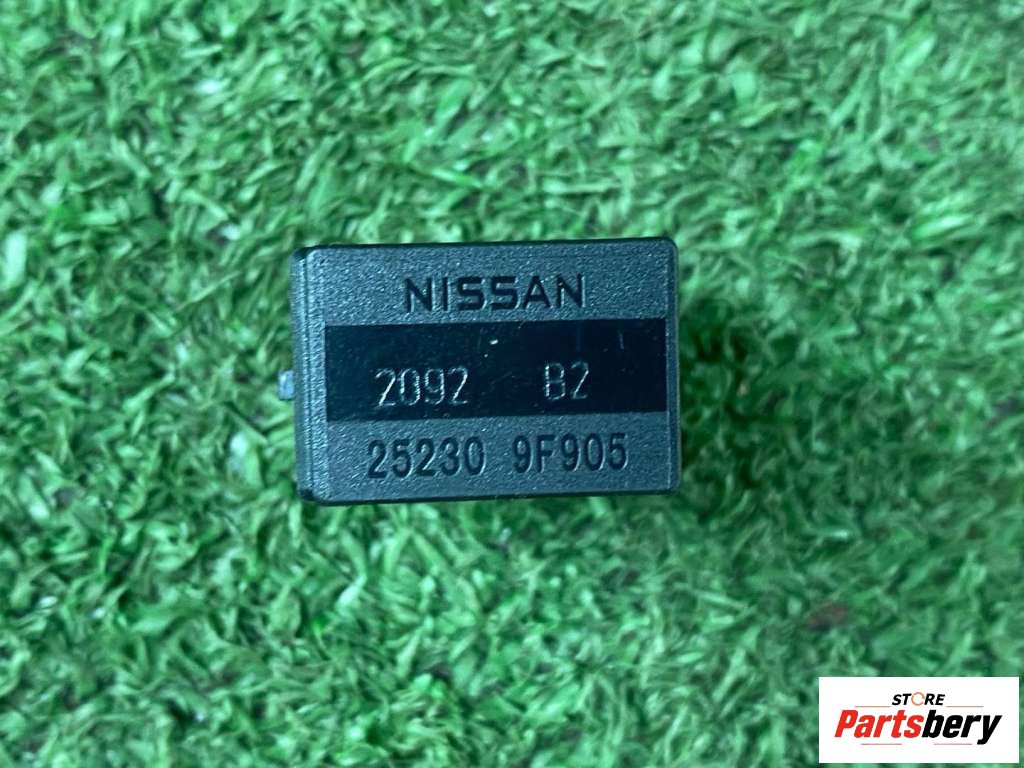 NISSAN
2092 B2
25230 9F905
STORE
Partsbery